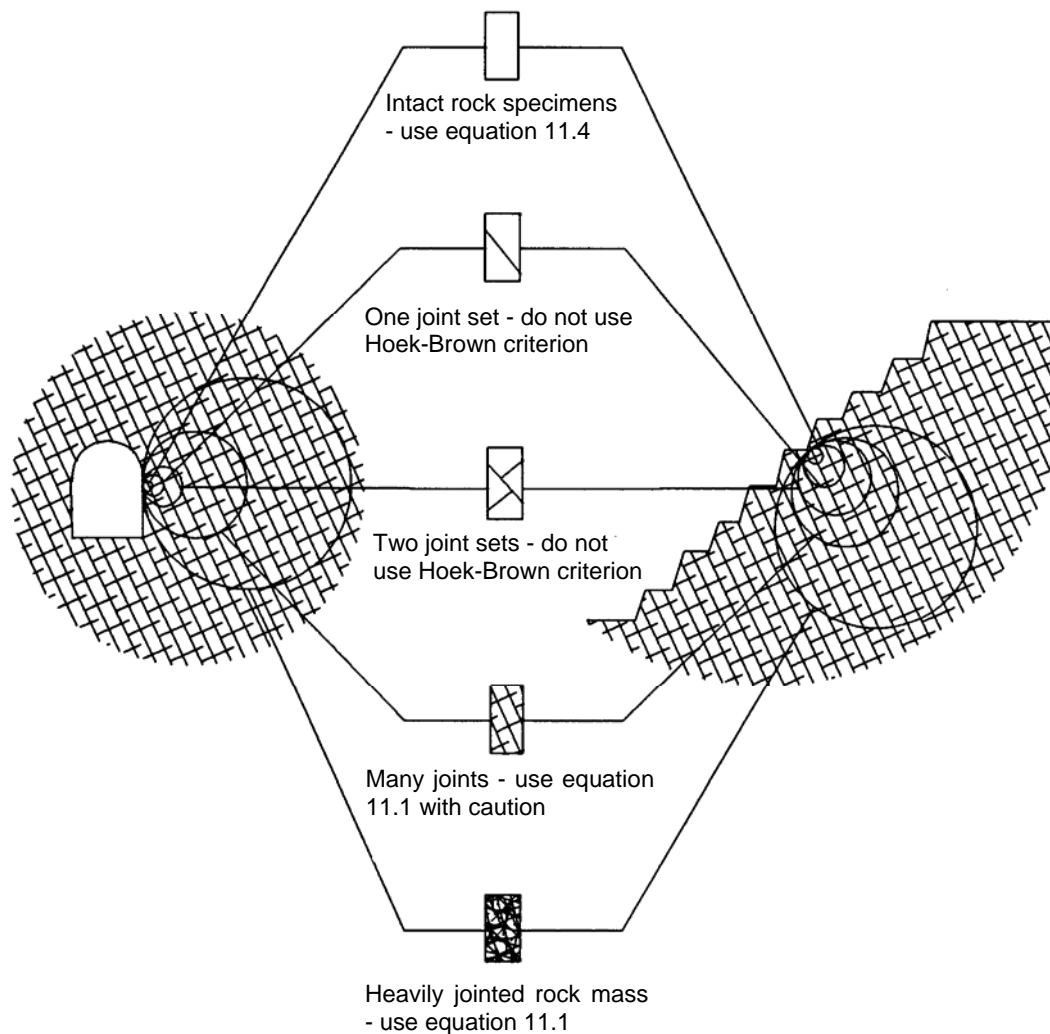 Intact rock specimens
- use equation 11.4
One joint set - do not use
Hoek-Brown criterion
Two joint sets - do not
use Hoek-Brown criterion
Many joints - use equation
11.1 with caution
Heavily jointed rock mass
- use equation 11.1